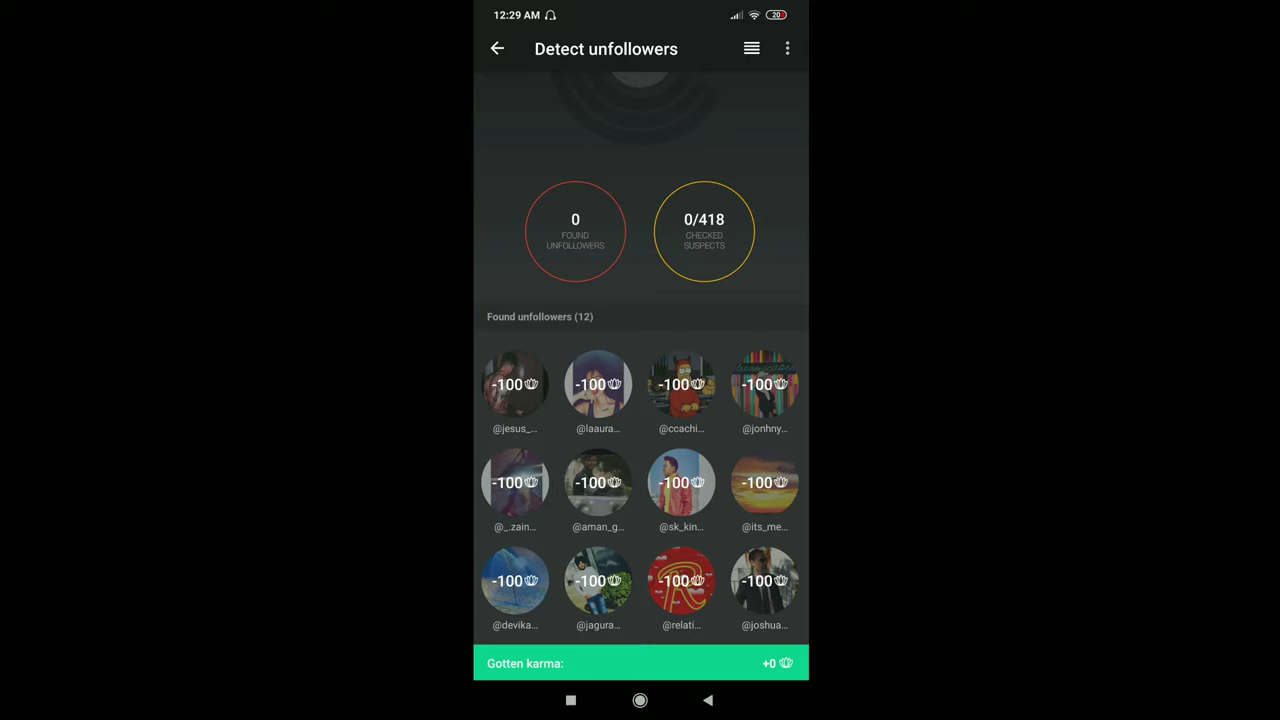 12:29 AM
20
Detect unfollowers
0
FOUND
UNFOLLOWERS
0/418
CHECKED
SUSPECTS
Found unfollowers (12)
-100 -100 -100 -100
@jesus_... @laaura... @ccachi... @jonhny...
-100 -100 -100 -100
@_.zain... @aman_g... @sk_kin... @its_me...
-100 -100 -100 -100
@devika... @jagura... @relati... @joshua...
Gotten karma: +0